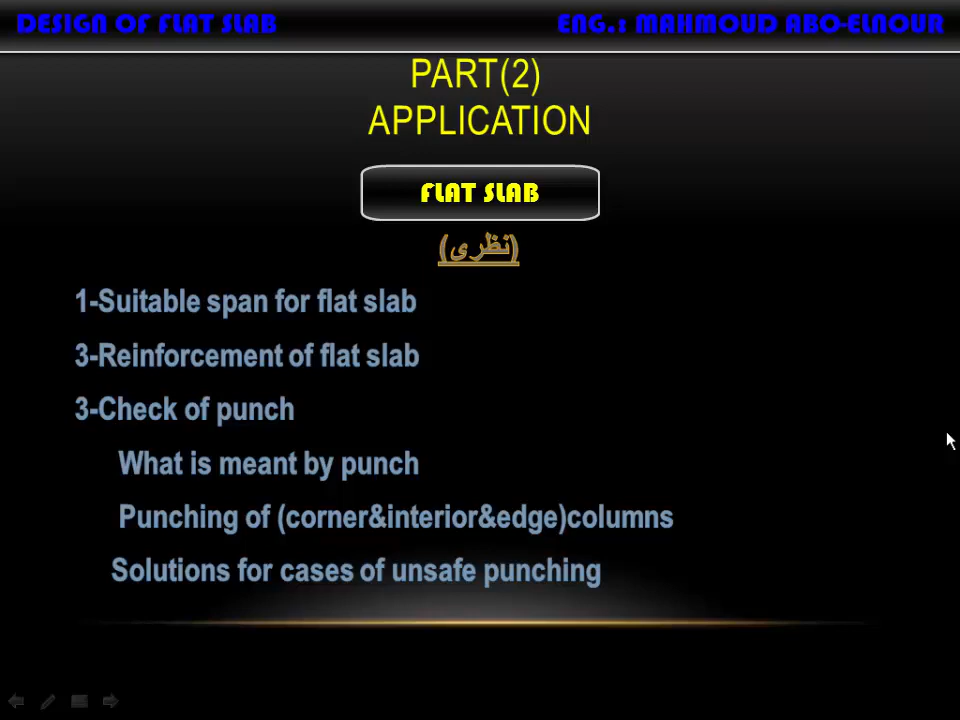 DESIGN OF FLAT SLAB
ENG.: MAHMOUD ABO-ELNOUR
PART(2)
APPLICATION
FLAT SLAB
(نظرى)
1-Suitable span for flat slab
3-Reinforcement of flat slab
3-Check of punch
What is meant by punch
Punching of (corner&interior&edge)columns
Solutions for cases of unsafe punching